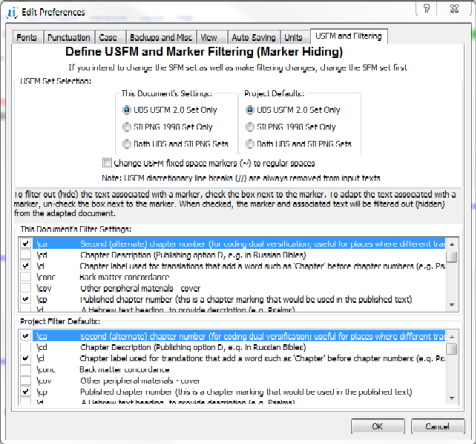 Edit Preferences
Fonts Punctuation Case Backups and Misc View Auto-Saving Units USFM and Filtering
Define USFM and Marker Filtering (Marker Hiding)
If you intend to change the SFM set as well as make filtering changes, change the SFM set first
USFM Set Selection:
This Document's Settings: Project Defaults:
UBS USFM 2.0 Set Only UBS USFM 2.0 Set Only
SILPNG 1998 Set Only SILPNG 1998 Set Only
Both UBS and SILPNG Sets Both UBS and SILPNG Sets
Change USFM fixed space markers (~) to regular spaces
Note: USFM discretionary line breaks (//) are always removed from input texts
To filter out (hide) the text associated with a marker, check the box next to the marker. To adapt the text associated with a
marker, un-check the box next to the marker. When checked, the marker and associated text will be filtered out (hidden)
from the adapted document.
This Document's Filter Settings:
\ca Second (alternate) chapter number (for coding dual versification; useful for places where different tra
\cd Chapter Description (Publishing option D, e.g. in Russian Bibles)
\cl Chapter label used for translations that add a word such as 'Chapter' before chapter numbers (e.g. Ps
\conc Back matter concordance
\cov Other peripheral materials - cover
\cp Published chapter number (this is a chapter marking that would be used in the published text)
\d A Hebrew text heading, to provide description (e.g. Psalms)
Project Filter Defaults:
\ca Second (alternate) chapter number (for coding dual versification; useful for places where different tra
\cd Chapter Description (Publishing option D, e.g. in Russian Bibles)
\cl Chapter label used for translations that add a word such as 'Chapter' before chapter numbers (e.g. Ps
\conc Back matter concordance
\cov Other peripheral materials - cover
\cp Published chapter number (this is a chapter marking that would be used in the published text)
\d A Hebrew text heading, to provide description (e.g. Psalms)
OK Cancel